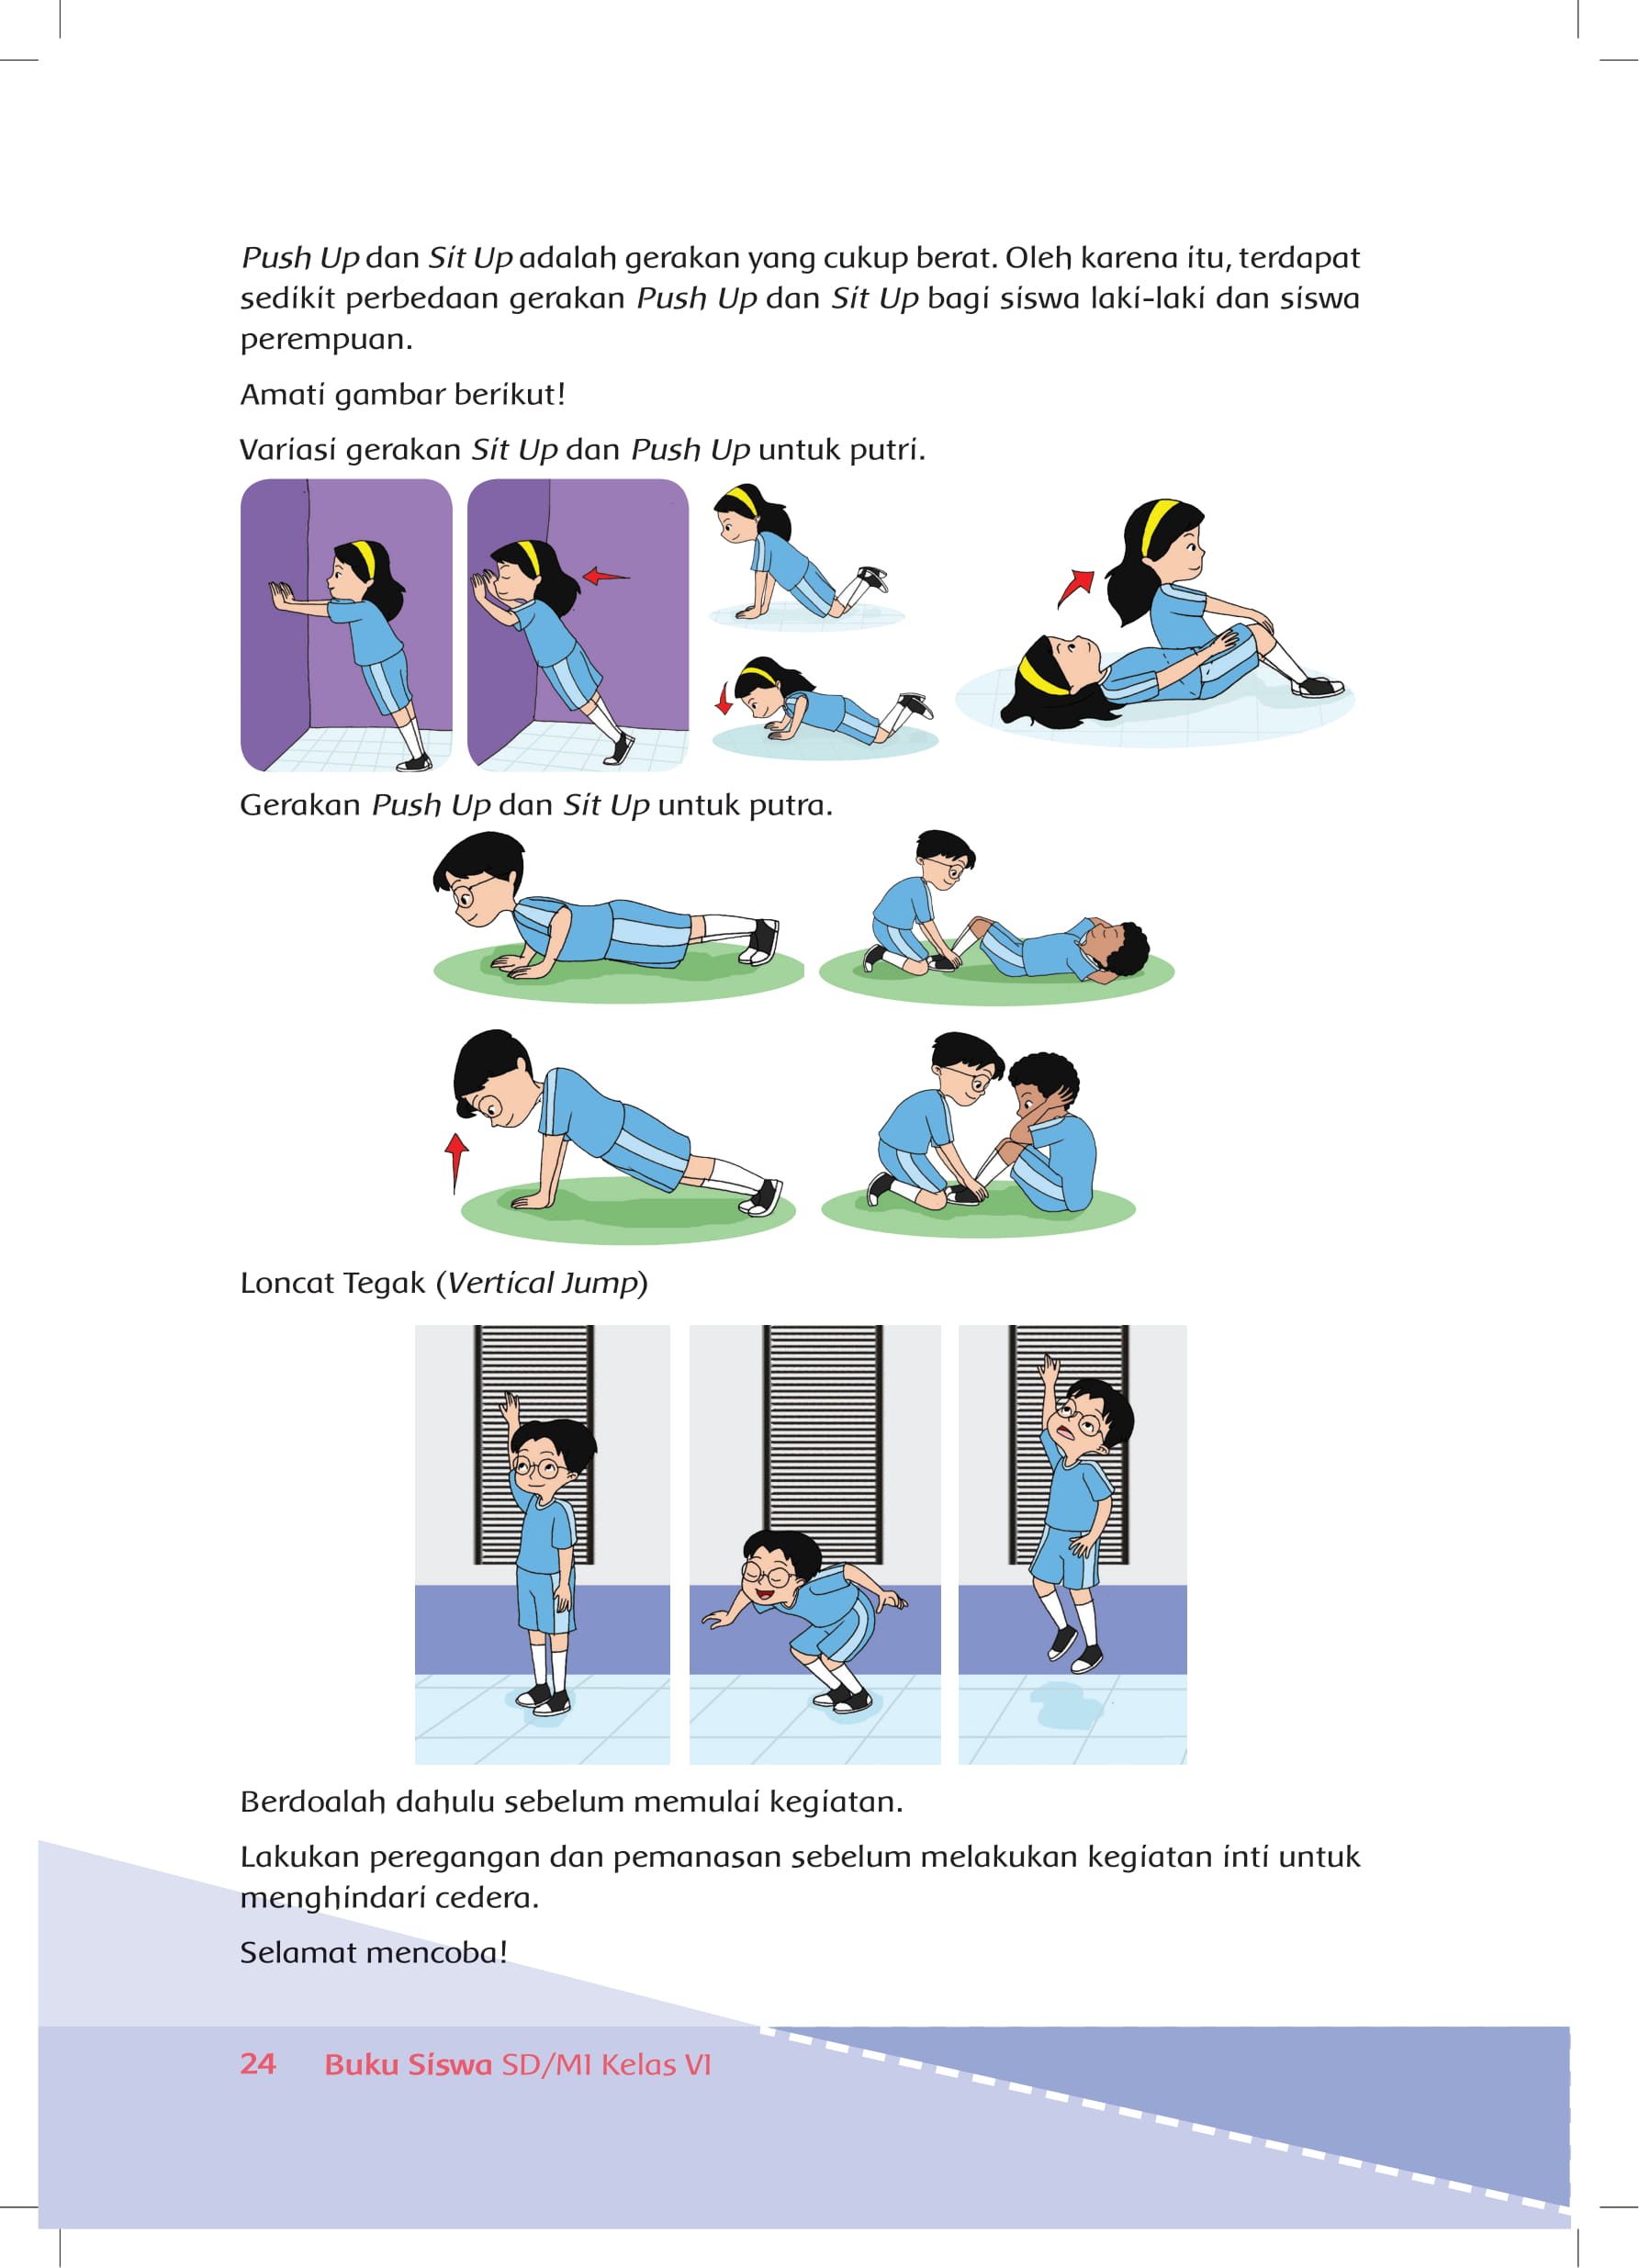 Push Up dan Sit Up adalah gerakan yang cukup berat. Oleh karena itu, terdapat
sedikit perbedaan gerakan Push Up dan Sit Up bagi siswa laki-laki dan siswa
perempuan.
Amati gambar berikut!
Variasi gerakan Sit Up dan Push Up untuk putri.
Gerakan Push Up dan Sit Up untuk putra.
Loncat Tegak (Vertical Jump)
Berdoalah dahulu sebelum memulai kegiatan.
Lakukan peregangan dan pemanasan sebelum melakukan kegiatan inti untuk
menghindari cedera.
Selamat mencoba!
24 Buku Siswa SD/MI Kelas VI